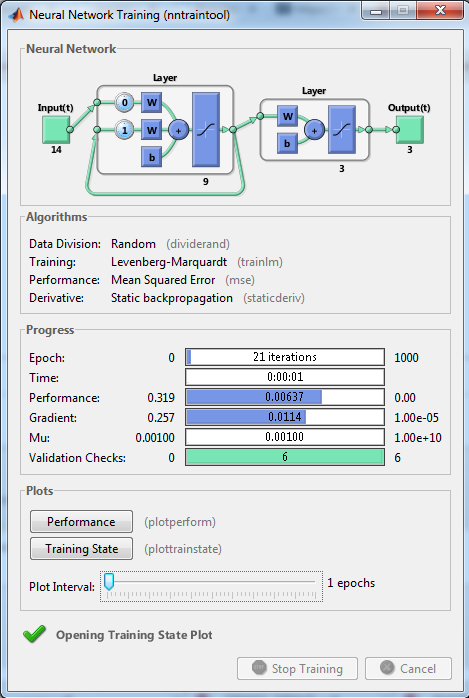 Neural Network Training (nntraintool)
Neural Network
Layer
Layer
Input(t)
Output(t)
0 W
W
1 W + 
+
b
b
14
3
3
9
Algorithms
Data Division: Random (dividerand)
Training: Levenberg-Marquardt (trainlm)
Performance: Mean Squared Error (mse)
Derivative: Static backpropagation (staticderiv)
Progress
Epoch: 0 21 iterations 1000
Time: 0:00:01
Performance: 0.319 0.00637 0.00
Gradient: 0.257 0.0114 1.00e-05
Mu: 0.00100 0.00100 1.00e+10
Validation Checks: 0 6 6
Plots
Performance (plotperform)
Training State (plottrainstate)
Plot Interval: 1 epochs
Opening Training State Plot
STOP Stop Training Cancel